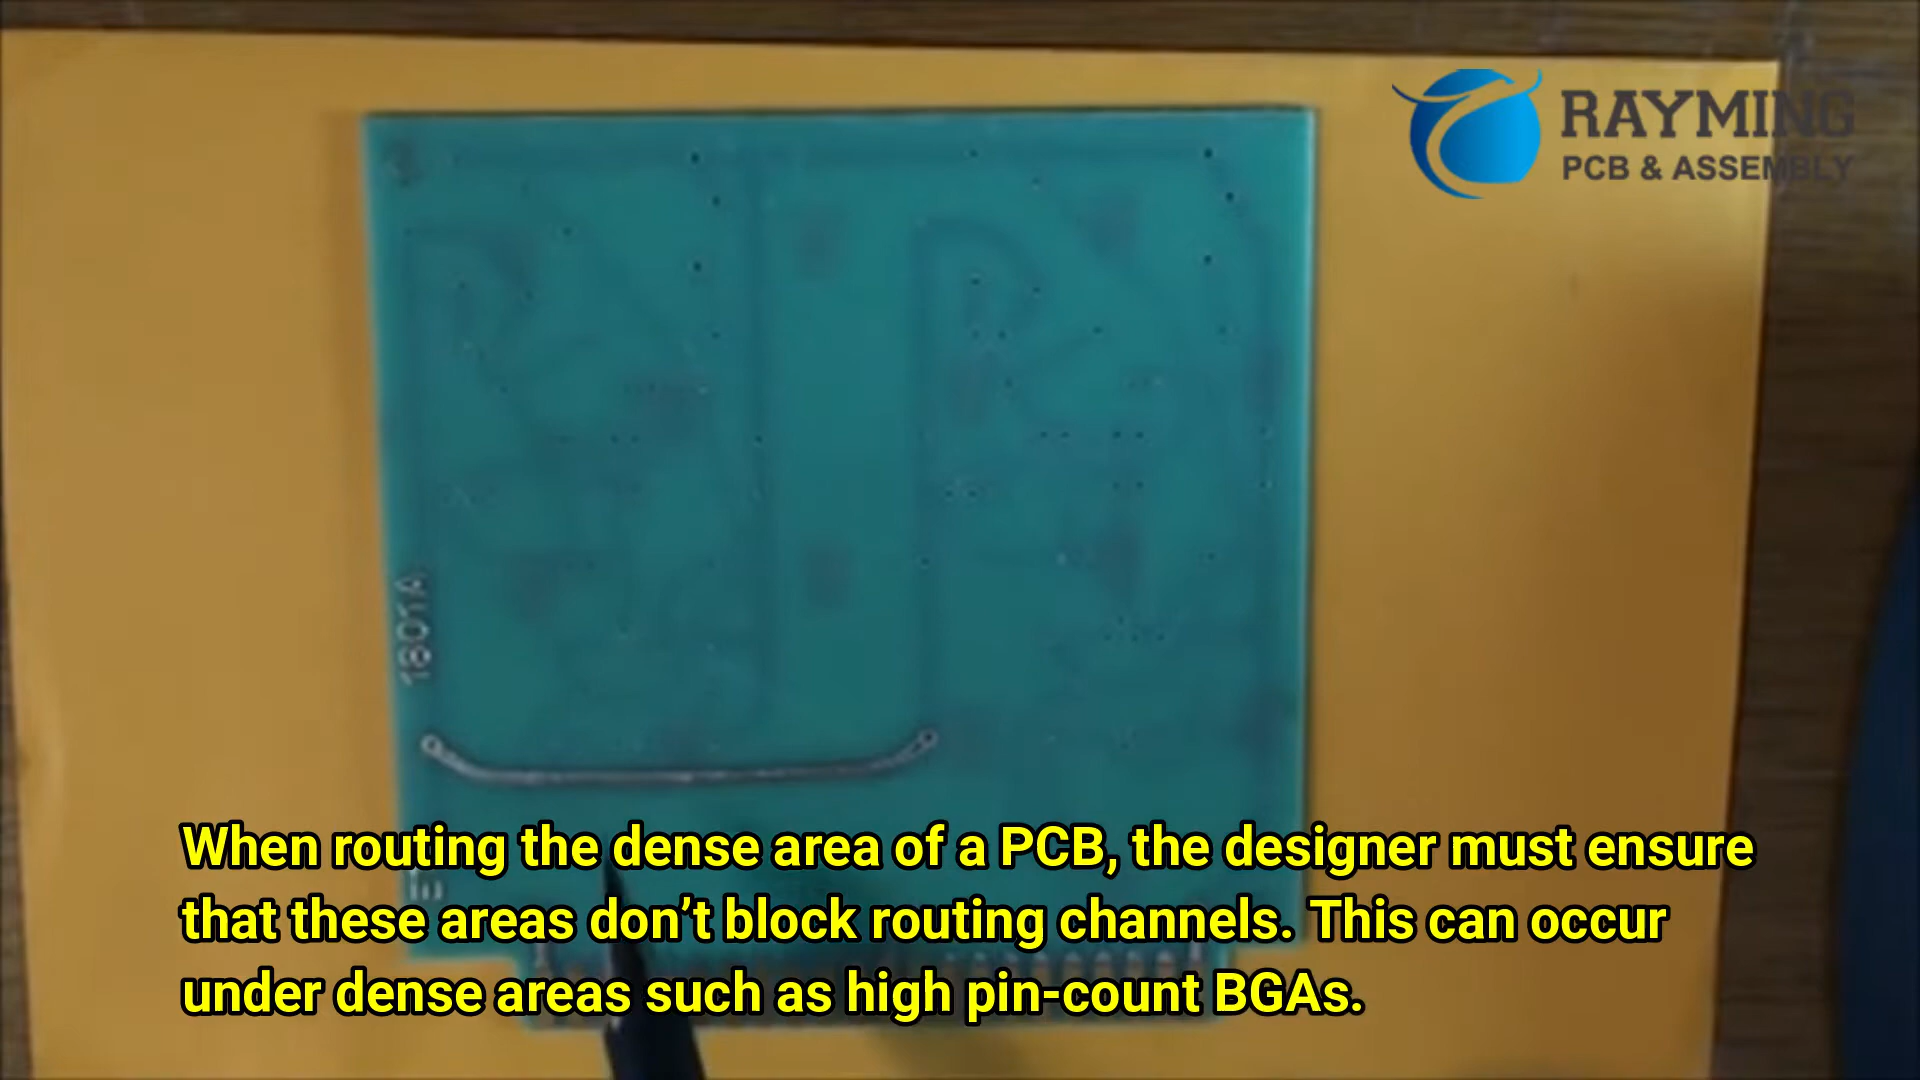 RAYMING
PCB & ASSEMBLY
1801A
When routing the dense area of a PCB, the designer must ensure
that these areas don’t block routing channels. This can occur
under dense areas such as high pin-count BGAs.